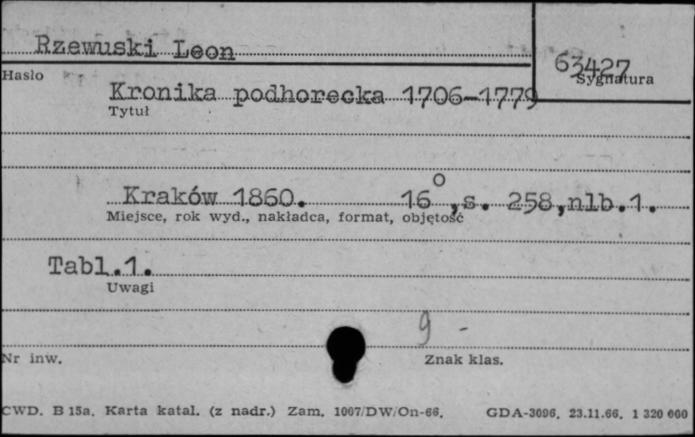 Rzewuski Leon
63427
Hasło
Sygnatura
Kronika podhorecka 1706-1779
Tytuł
Kraków 1860. 16°, s. 258, nlb.1.
Miejsce, rok wyd., nakładca, format, objętość
Tabl.1.
Uwagi
9 -
Nr inw.
Znak klas.
CWD. B 15a. Karta katal. (z nadr.) Zam. 1007/DW/On-66. GDA-3096. 23.11.66. 1 320 000